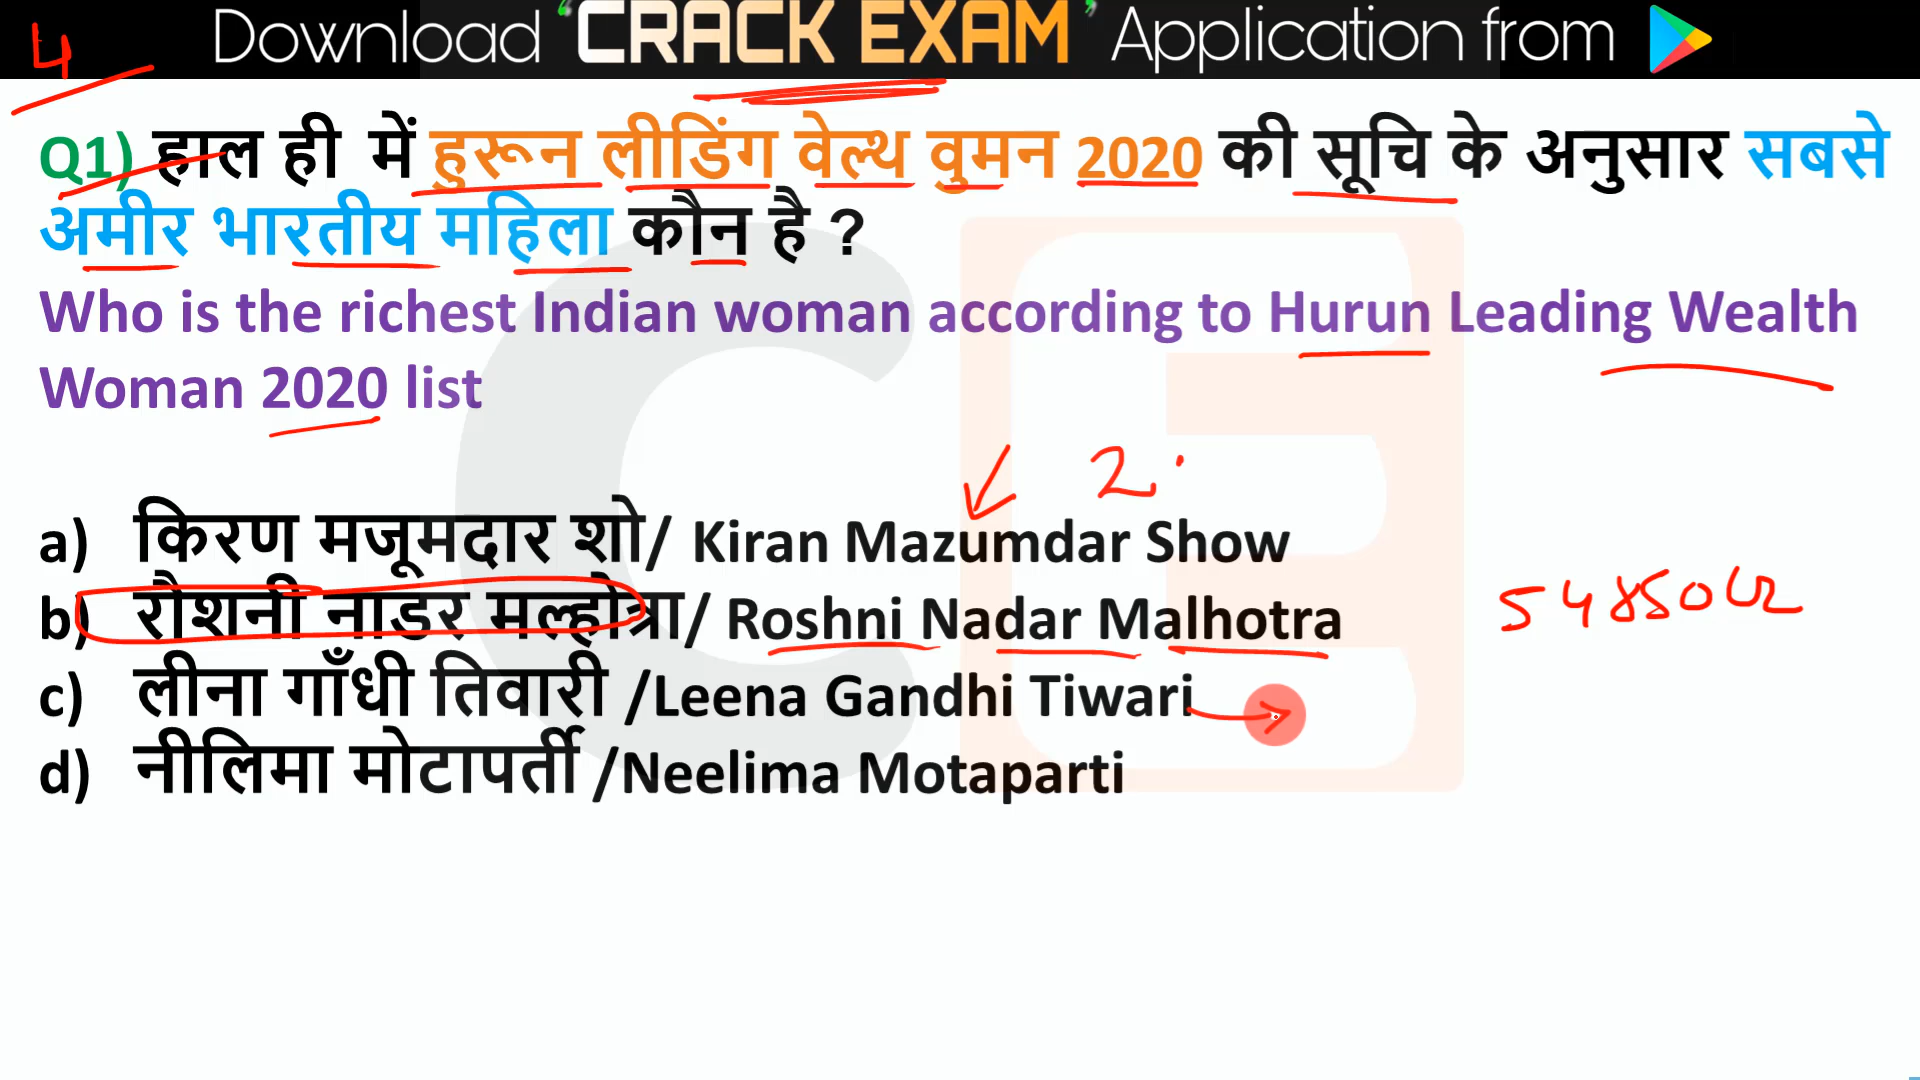 Download ‘CRACK EXAM’ Application from
4
Q1) हाल ही में हुरून लीडिंग वेल्थ वुमन 2020 की सूचि के अनुसार सबसे
अमीर भारतीय महिला कौन है ?
Who is the richest Indian woman according to Hurun Leading Wealth
Woman 2020 list
2.
a) किरण मजूमदार शो/ Kiran Mazumdar Show
b) रौशनी नाडर मल्होत्रा/ Roshni Nadar Malhotra
54850 Cr
c) लीना गाँधी तिवारी /Leena Gandhi Tiwari
d) नीलिमा मोटापर्ती /Neelima Motaparti
CE